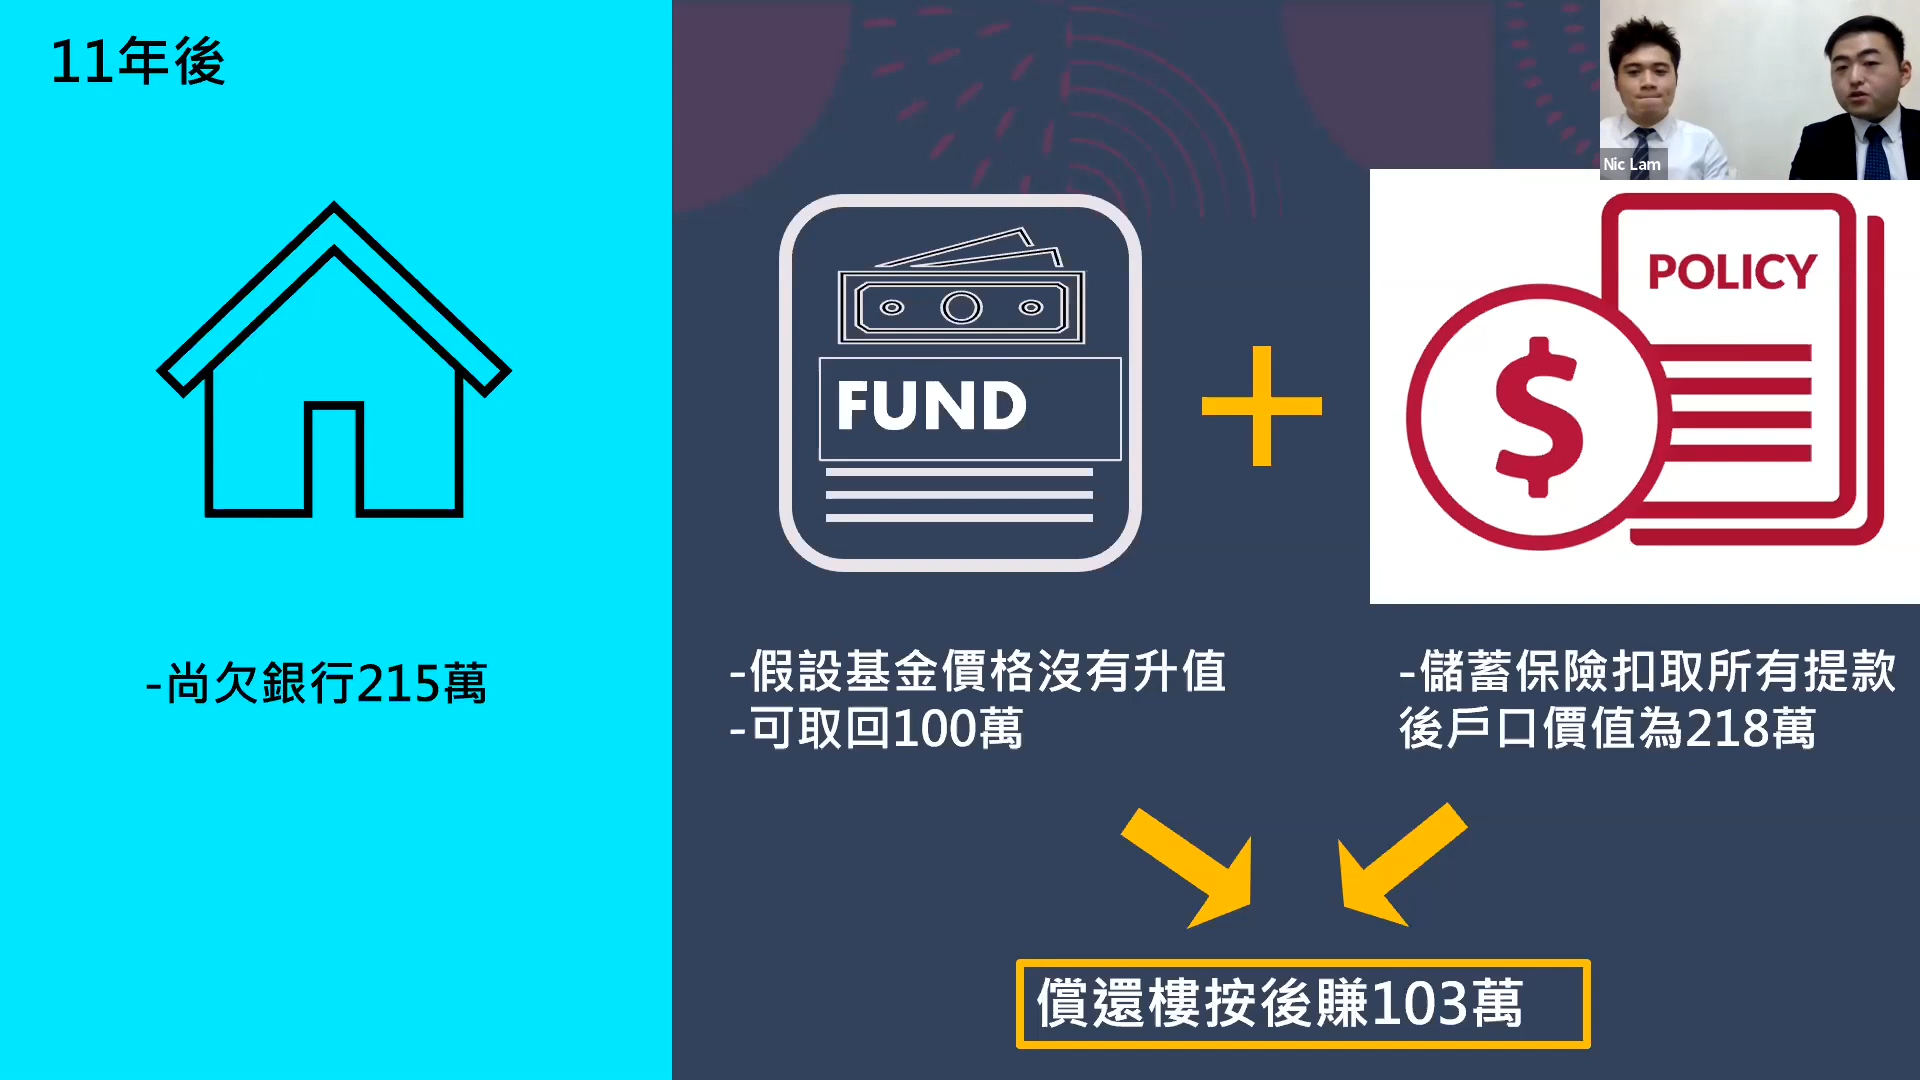 11年後
Nic Lam
FUND
POLICY
$
-尚欠銀行215萬
-假設基金價格沒有升值
-可取回100萬
-儲蓄保險扣取所有提款
後戶口價值為218萬
償還樓按後賺103萬